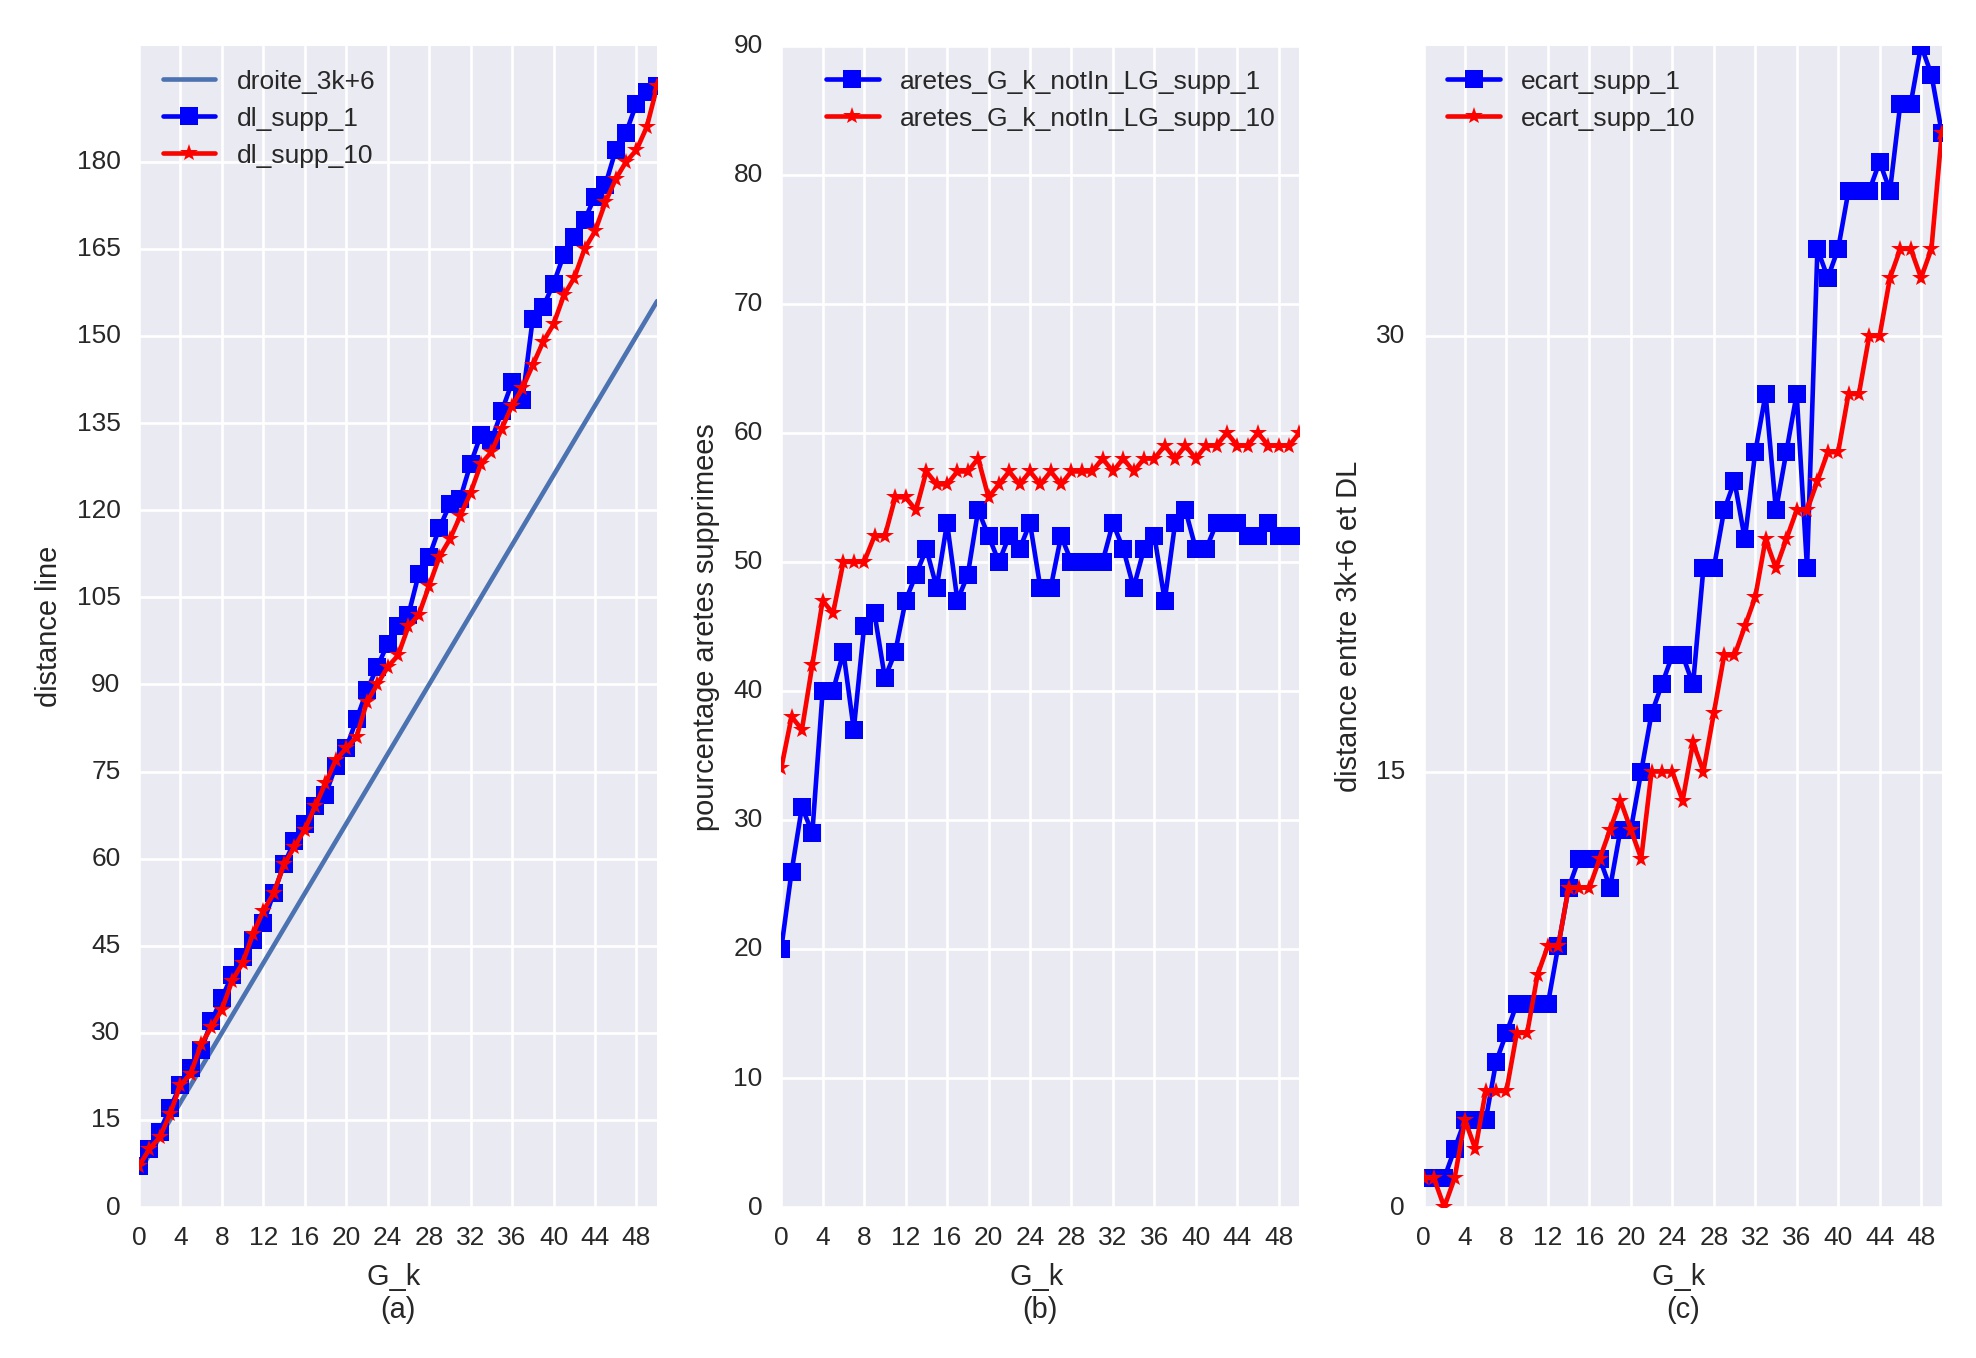 droite_3k+6
dl_supp_1
dl_supp_10
distance line
180
165
150
135
120
105
90
75
60
45
30
15
0
0 4 8 12 16 20 24 28 32 36 40 44 48
G_k
(a)
aretes_G_k_notIn_LG_supp_1
aretes_G_k_notIn_LG_supp_10
pourcentage aretes supprimees
90
80
70
60
50
40
30
20
10
0
0 4 8 12 16 20 24 28 32 36 40 44 48
G_k
(b)
ecart_supp_1
ecart_supp_10
distance entre 3k+6 et DL
30
15
0
0 4 8 12 16 20 24 28 32 36 40 44 48
G_k
(c)